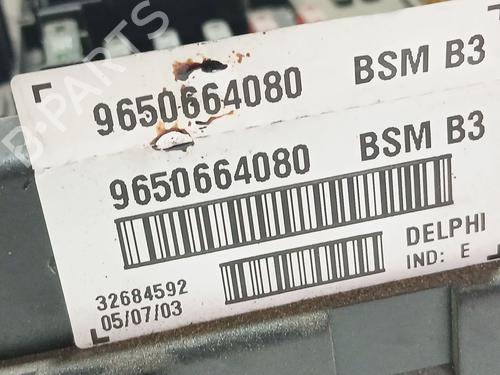 9650664080 BSM B3
9650664080 BSM B3
32684592
05/07/03
DELPHI
IND: E
B-PARTS